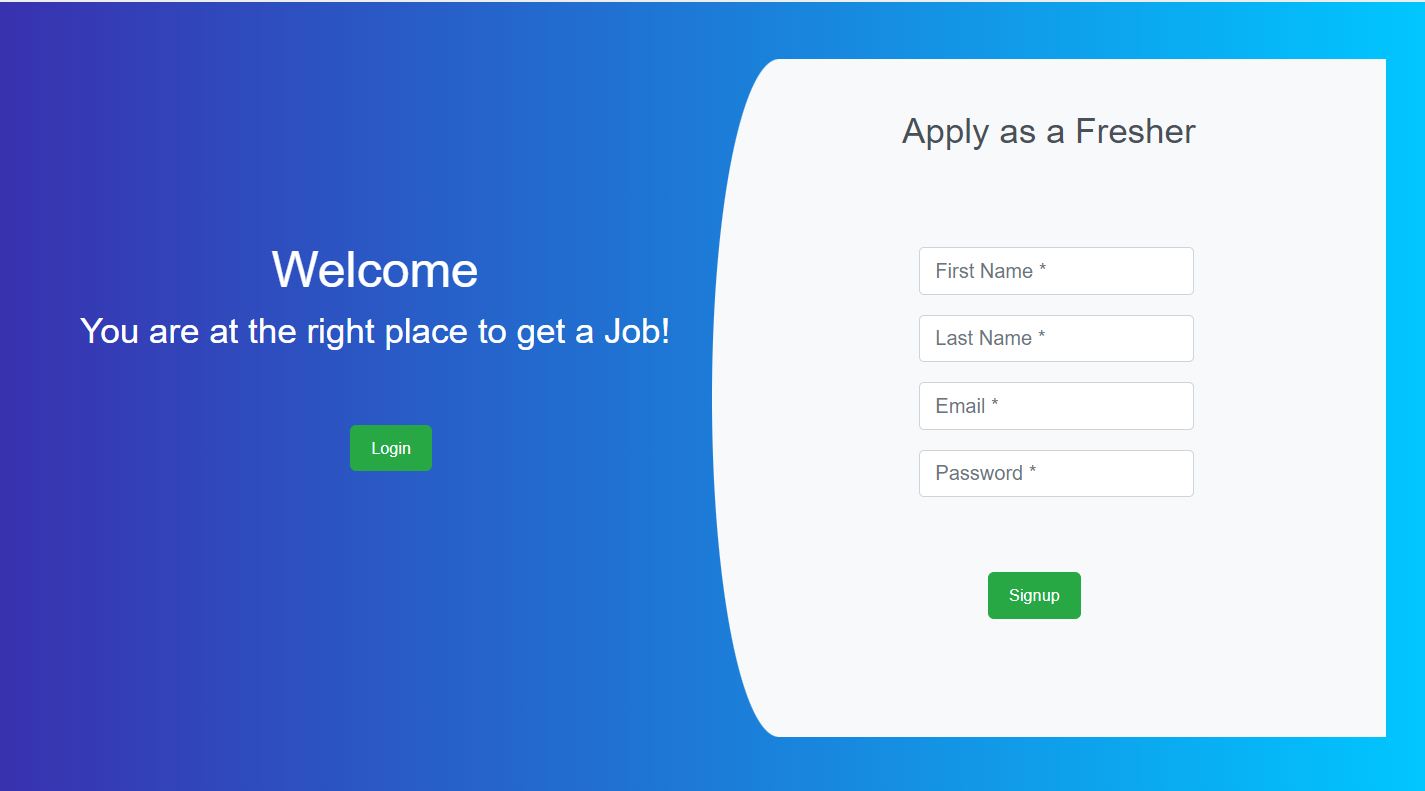 Welcome
You are at the right place to get a Job!
Login
Apply as a Fresher
First Name *
Last Name *
Email *
Password *
Signup